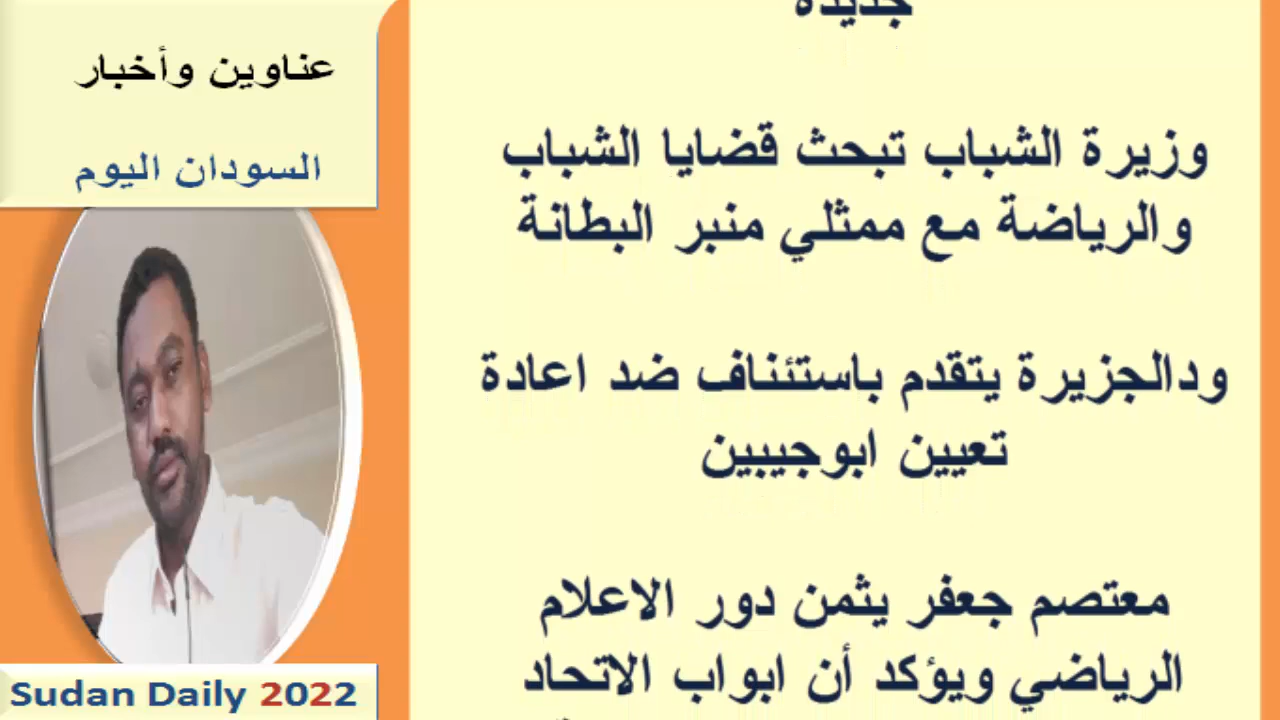 عناوين وأخبار
السودان اليوم
Sudan Daily 2022
جديدة
وزيرة الشباب تبحث قضايا الشباب
والرياضة مع ممثلي منبر البطانة
ودالجزيرة يتقدم باستئناف ضد اعادة
تعيين ابوجيبين
معتصم جعفر يثمن دور الاعلام
الرياضي ويؤكد أن ابواب الاتحاد